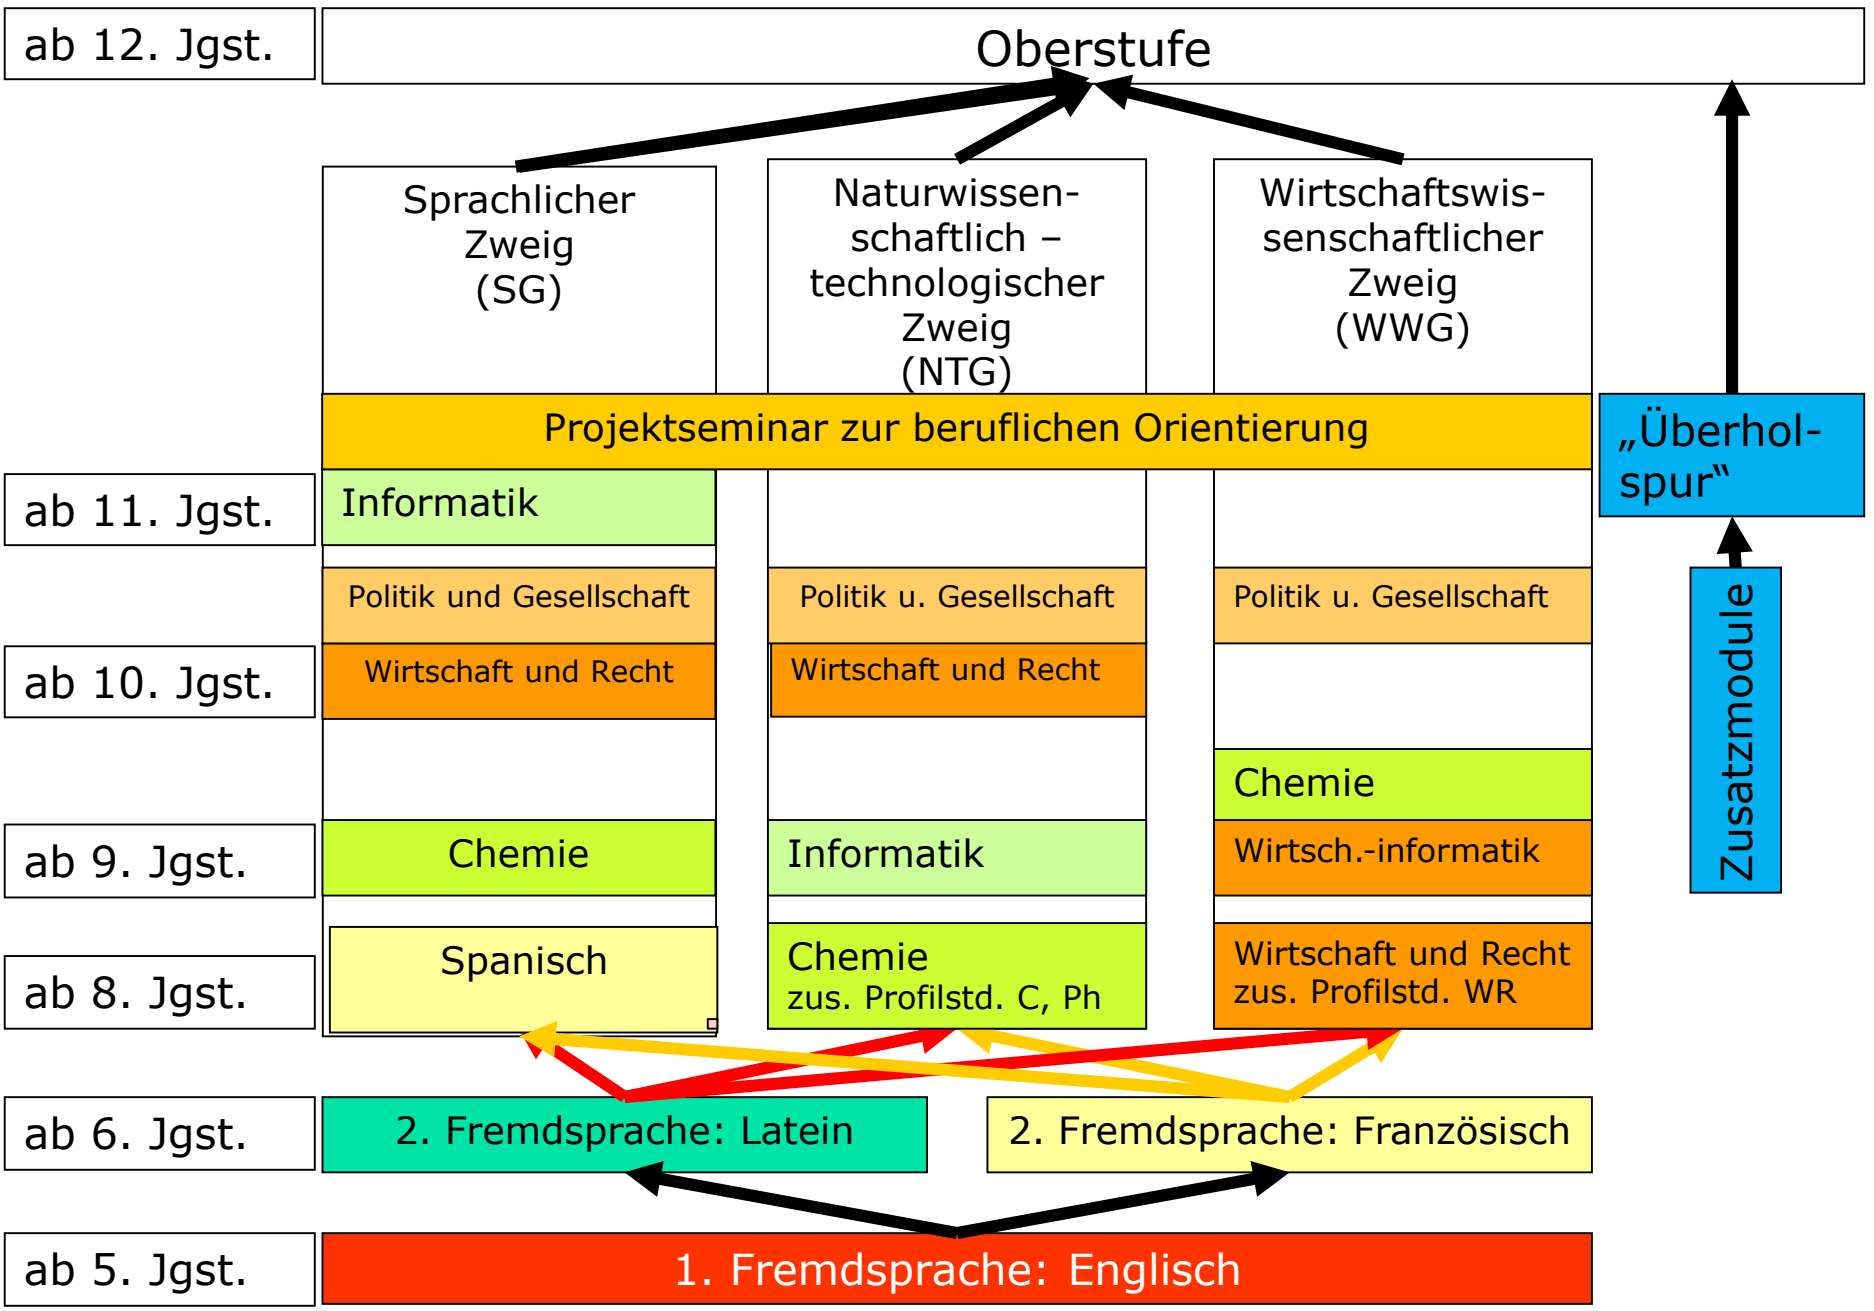 ab 12. Jgst.
Oberstufe
Sprachlicher
Zweig
(SG)
Naturwissen-
schaftlich –
technologischer
Zweig
(NTG)
Wirtschaftswis-
senschaftlicher
Zweig
(WWG)
Projektseminar zur beruflichen Orientierung
„Überhol-
spur“
ab 11. Jgst.
Informatik
Politik und Gesellschaft
Politik u. Gesellschaft
Politik u. Gesellschaft
Zusatzmodule
ab 10. Jgst.
Wirtschaft und Recht
Wirtschaft und Recht
Chemie
ab 9. Jgst.
Chemie
Informatik
Wirtsch.-informatik
ab 8. Jgst.
Spanisch
Chemie
zus. Profilstd. C, Ph
Wirtschaft und Recht
zus. Profilstd. WR
ab 6. Jgst.
2. Fremdsprache: Latein
2. Fremdsprache: Französisch
ab 5. Jgst.
1. Fremdsprache: Englisch